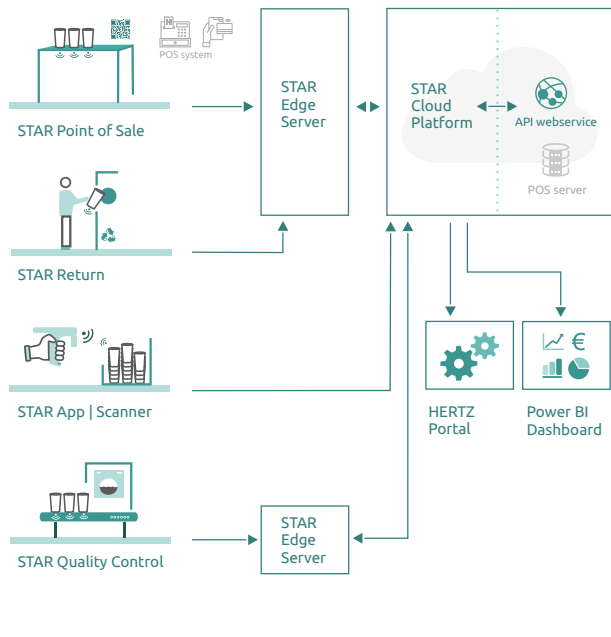 POS system
STAR Point of Sale
STAR
Edge
Server
STAR
Cloud
Platform
API webservice
POS server
STAR Return
STAR App | Scanner
HERTZ
Portal
€
Power BI
Dashboard
STAR Quality Control
STAR
Edge
Server